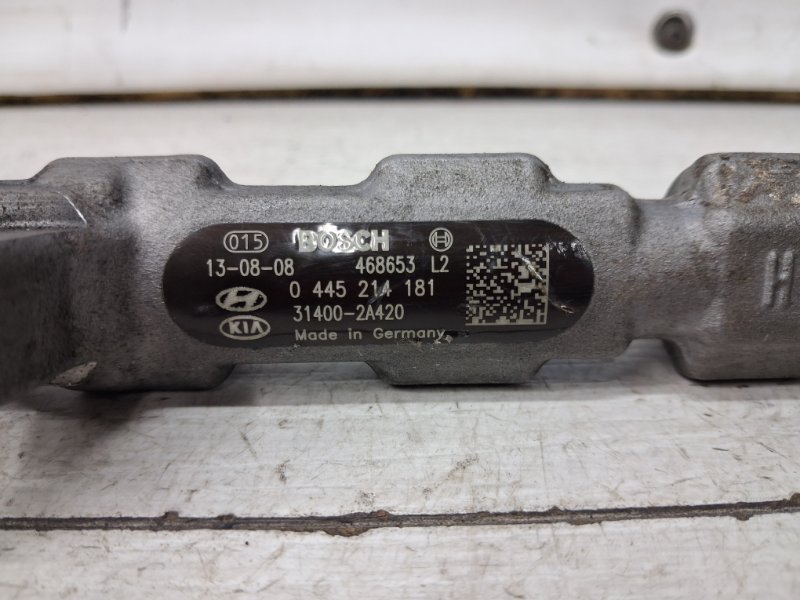 015 BOSCH
13-08-08 468653 L2
0 445 214 181
KIA 31400-2A420
Made in Germany
H